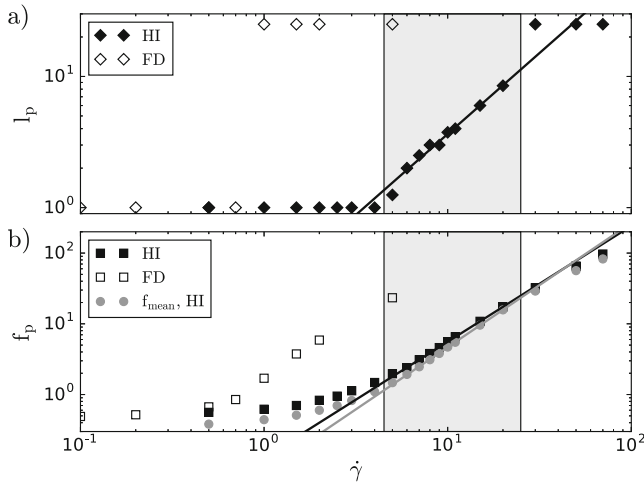 a)
HI
FD
l_p
10^1
10^0
b)
HI
FD
f_mean, HI
f_p
10^2
10^1
10^0
10^-1 10^0 10^1 10^2
γ̇